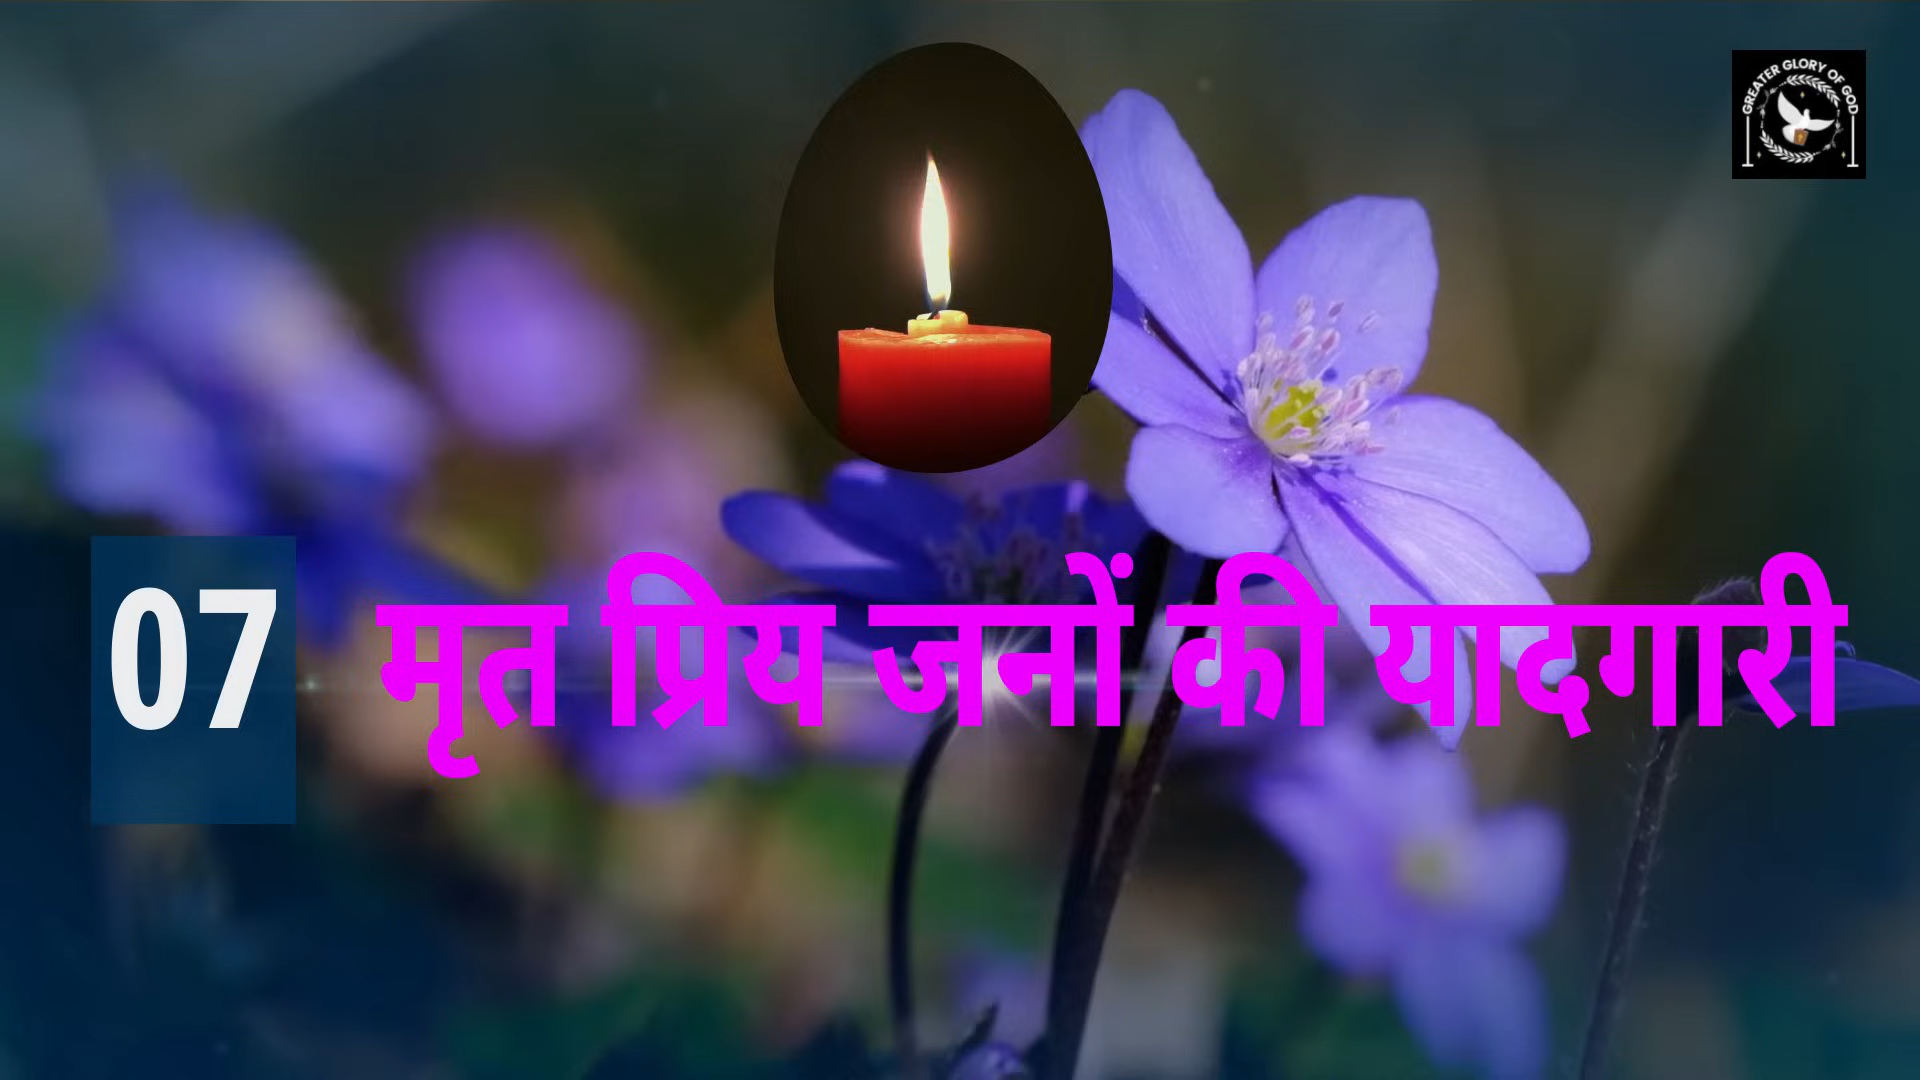 GREATER GLORY OF GOD
07 मृत प्रिय जनों की यादगारी